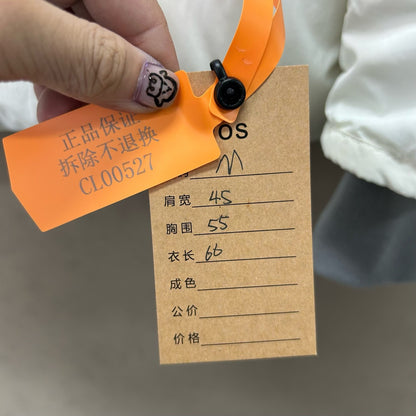 正品保证
拆除不退换
CL00527
OS
M
肩宽 45
胸围 55
衣长 66
成色
公价
价格